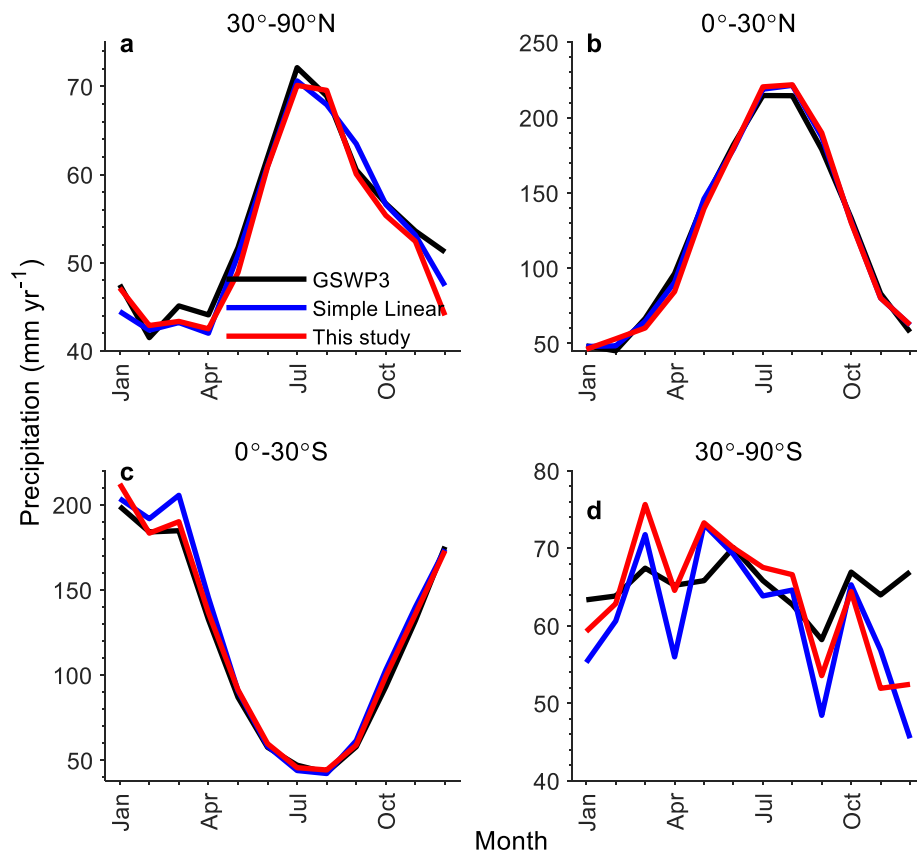 30°-90°N
a
70
60
50
40
GSWP3
Simple Linear
This study
Jan
Apr
Jul
Oct
0°-30°N
b
250
200
150
100
50
Jan
Apr
Jul
Oct
Precipitation (mm yr⁻¹)
0°-30°S
c
200
150
100
50
Jan
Apr
Jul
Oct
30°-90°S
d
80
70
60
50
40
Jan
Apr
Jul
Oct
Month